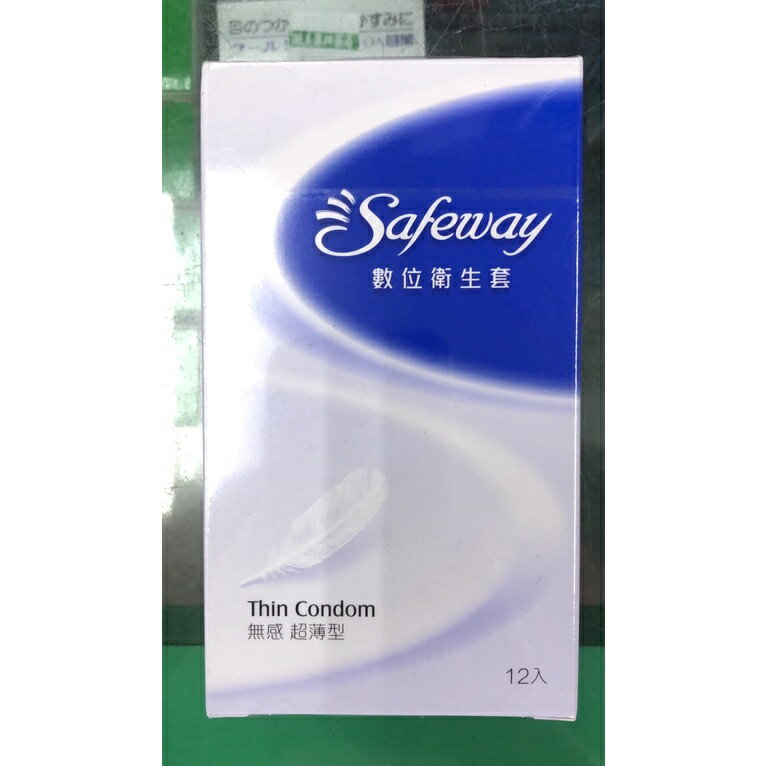 Safeway
數位衛生套
Thin Condom
無感 超薄型
12入